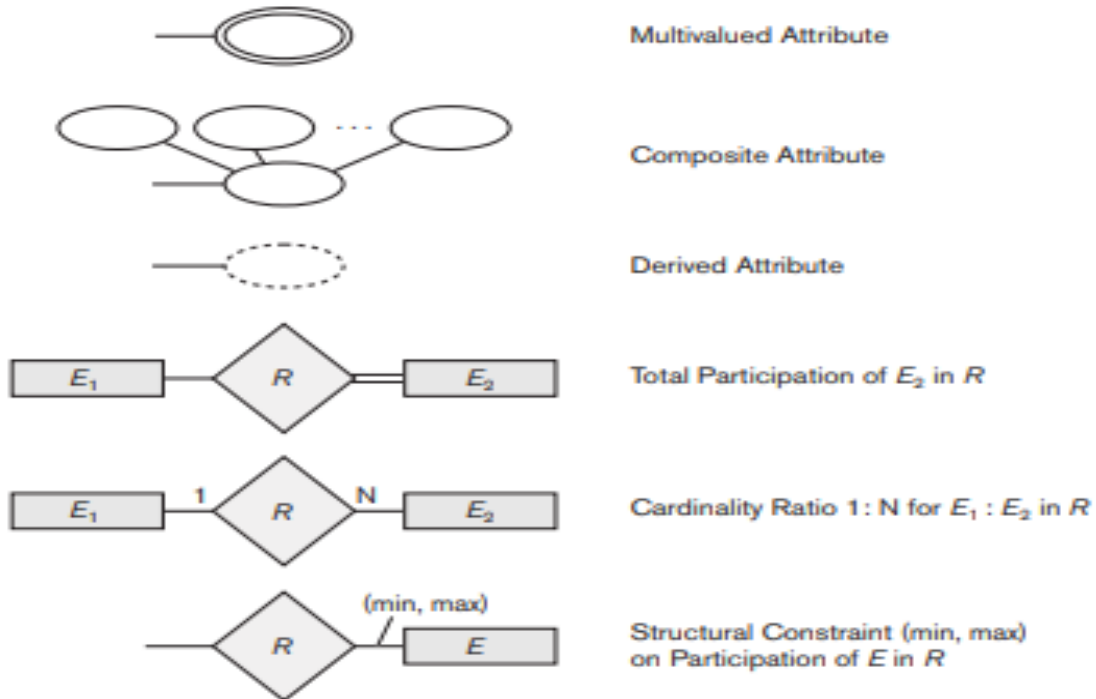 Multivalued Attribute
Composite Attribute
Derived Attribute
E₁ R E₂ Total Participation of E₂ in R
E₁ 1 R N E₂ Cardinality Ratio 1: N for E₁ : E₂ in R
(min, max)
R E Structural Constraint (min, max)
on Participation of E in R